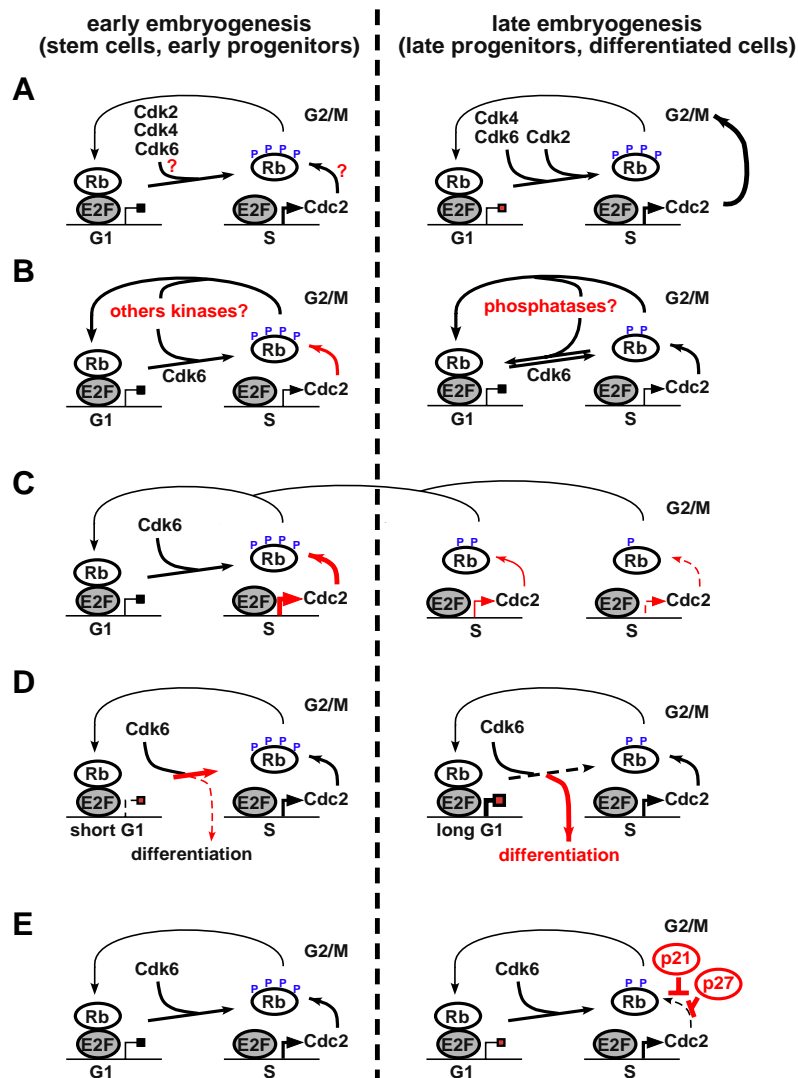 early embryogenesis
(stem cells, early progenitors)
late embryogenesis
(late progenitors, differentiated cells)
A
Cdk2
Cdk4
Cdk6
?
G2/M
P P P P
Rb
Rb
?
E2F
E2F
Cdc2
G1
S
Cdk4
Cdk6 Cdk2
G2/M
P P P P
Rb
Rb
E2F
E2F
Cdc2
G1
S
B
G2/M
others kinases?
P P P P
Rb
Rb
Cdk6
E2F
E2F
Cdc2
G1
S
G2/M
phosphatases?
P P
Rb
Rb
Cdk6
E2F
E2F
Cdc2
G1
S
C
Cdk6
P P P P
Rb
Rb
E2F
E2F
Cdc2
G1
S
G2/M
P P
Rb
E2F
Cdc2
S
P
Rb
E2F
Cdc2
S
D
G2/M
Cdk6
P P P P
Rb
Rb
E2F
E2F
Cdc2
short G1
S
differentiation
G2/M
Cdk6
P P
Rb
Rb
E2F
E2F
Cdc2
long G1
S
differentiation
E
G2/M
Cdk6
P P P P
Rb
Rb
E2F
E2F
Cdc2
G1
S
G2/M
p21
Cdk6
P P
p27
Rb
Rb
E2F
E2F
Cdc2
G1
S